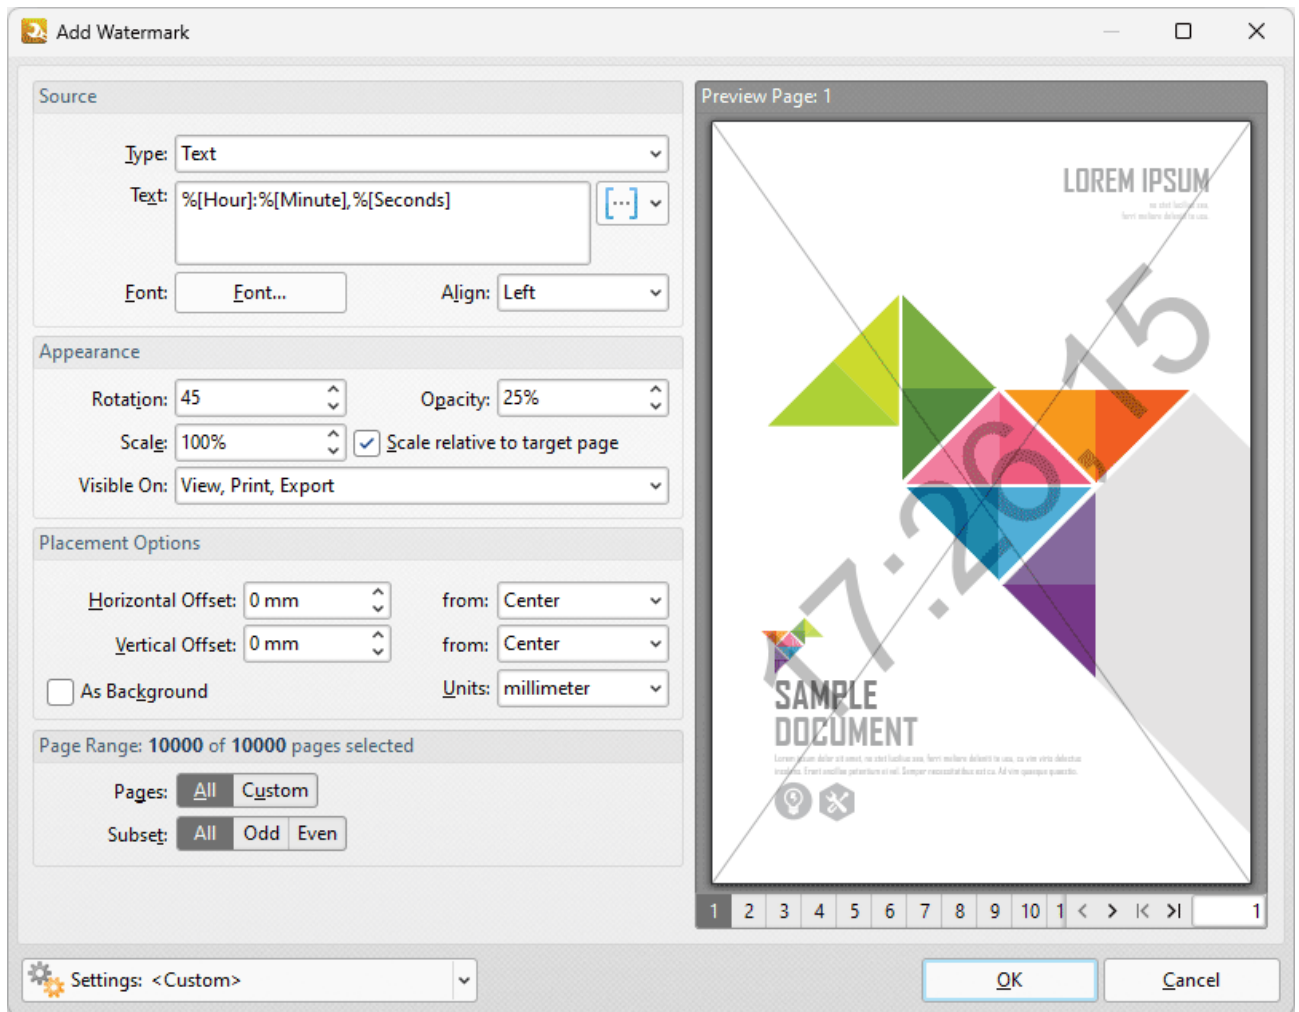 Add Watermark
Source
Type: Text
Text: %[Hour]:%[Minute],%[Seconds]
Font: Font... Align: Left
Appearance
Rotation: 45 Opacity: 25%
Scale: 100% Scale relative to target page
Visible On: View, Print, Export
Placement Options
Horizontal Offset: 0 mm from: Center
Vertical Offset: 0 mm from: Center
As Background Units: millimeter
Page Range: 10000 of 10000 pages selected
Pages: All Custom
Subset: All Odd Even
Preview Page: 1
LOREM IPSUM
17:26,15
SAMPLE
DOCUMENT
1 2 3 4 5 6 7 8 9 10 1 1
Settings: <Custom>
OK Cancel